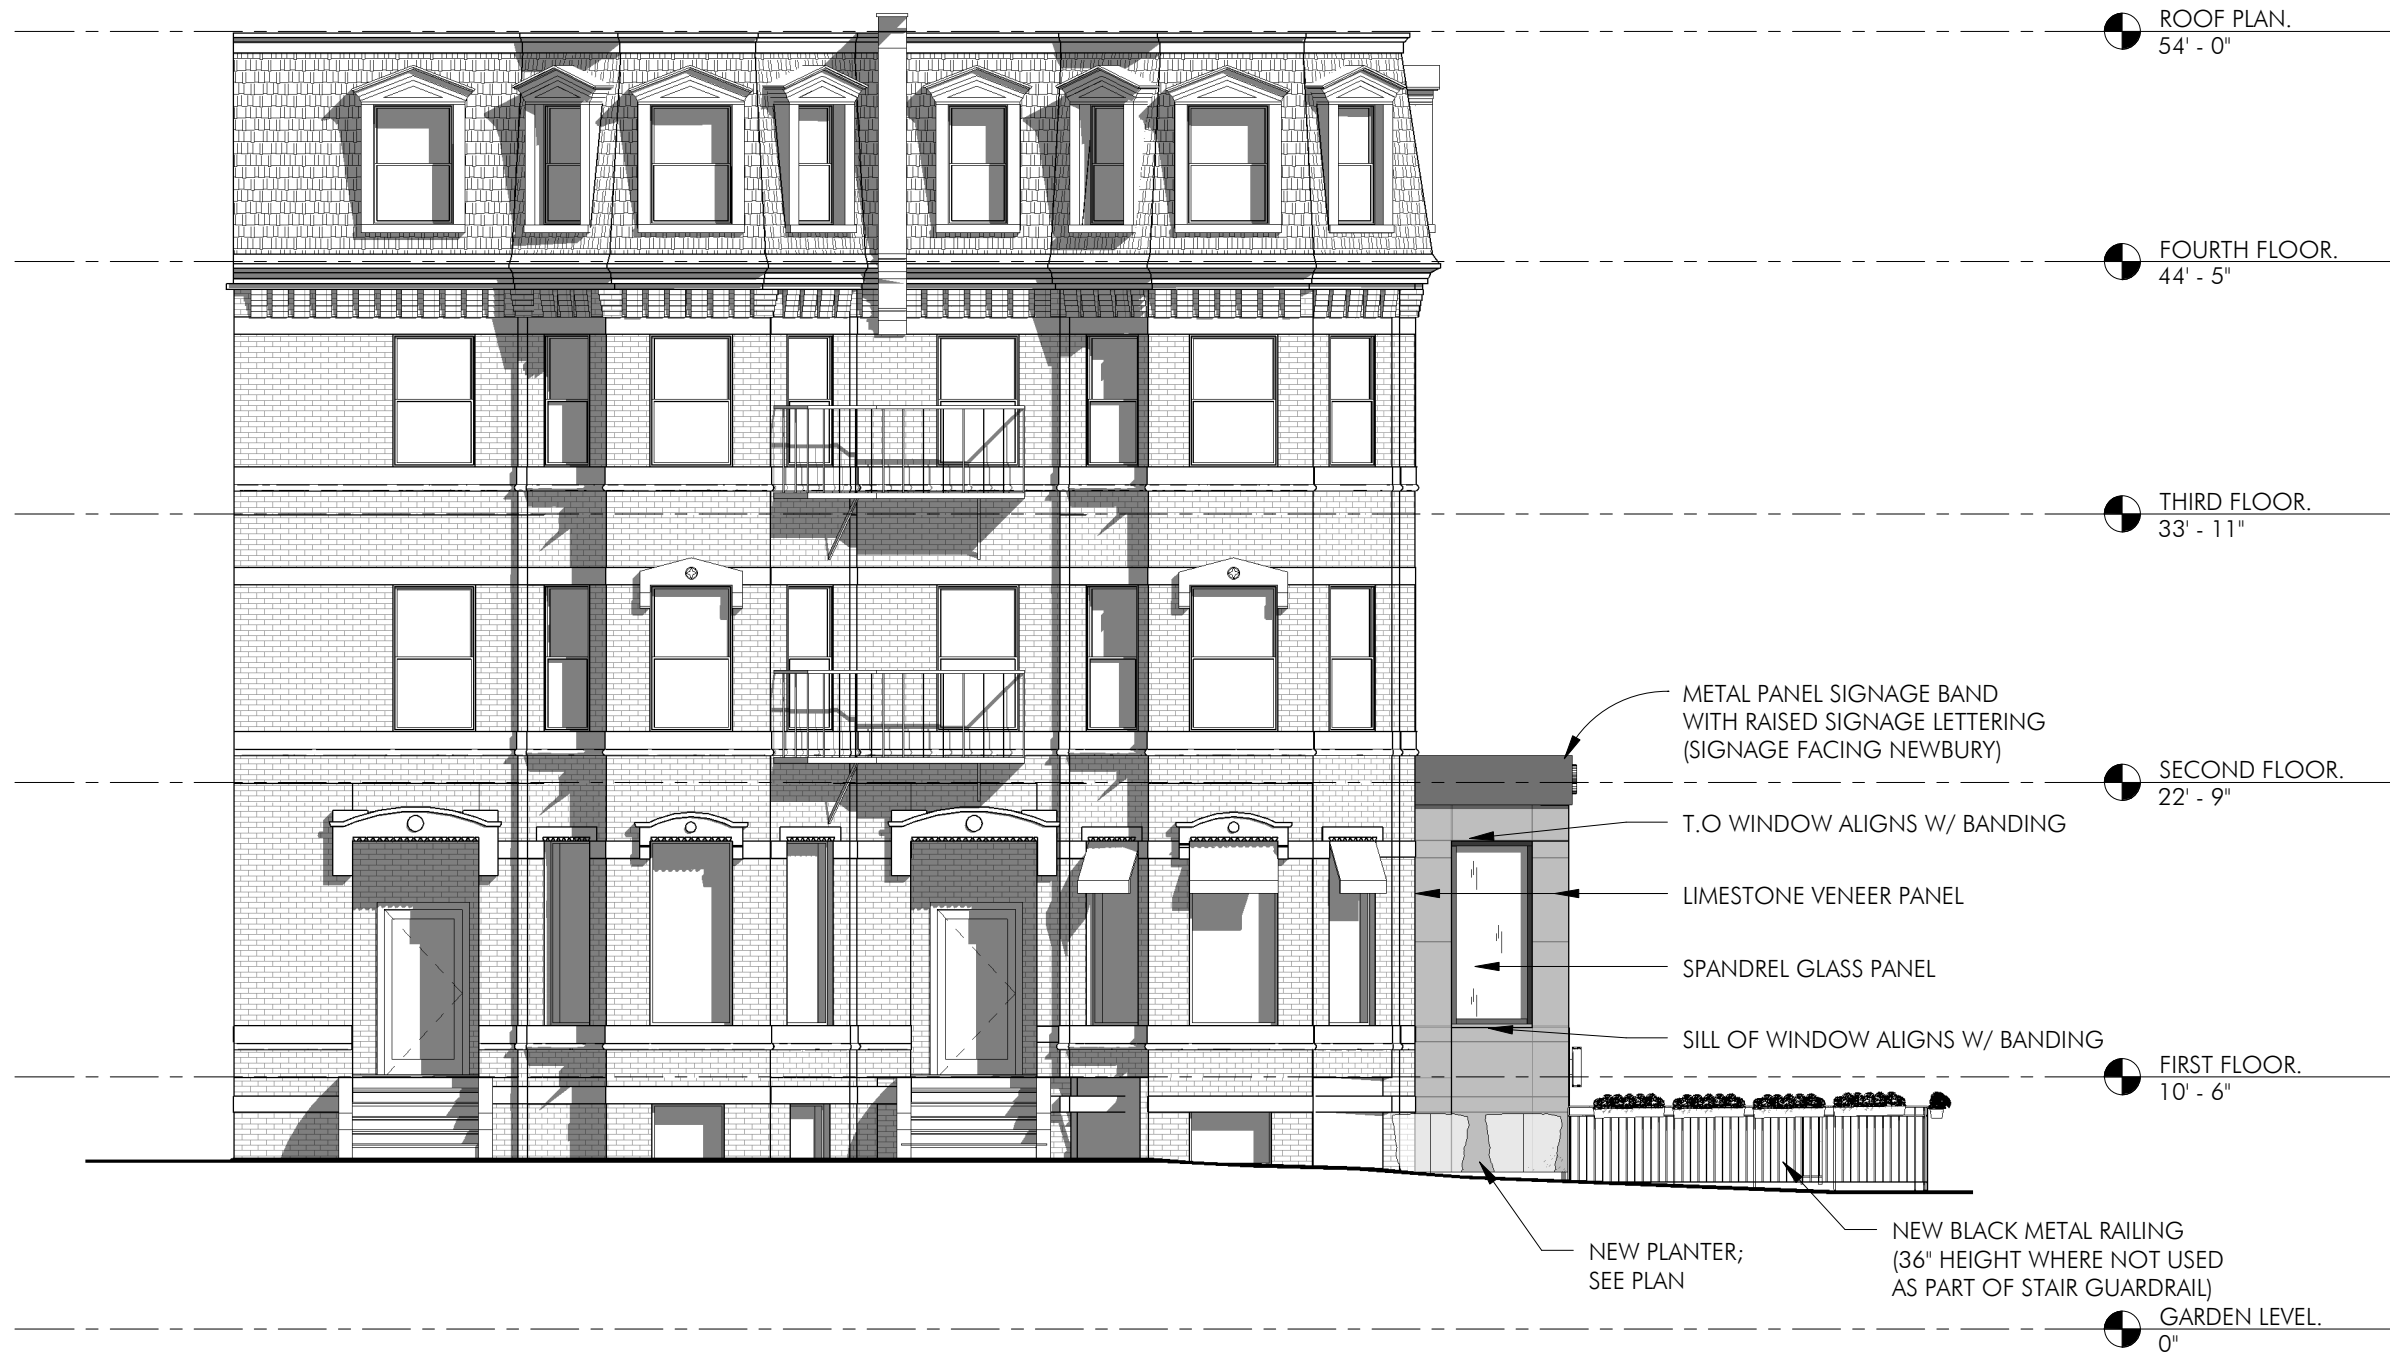 ROOF PLAN.
54' - 0"
FOURTH FLOOR.
44' - 5"
THIRD FLOOR.
33' - 11"
METAL PANEL SIGNAGE BAND
WITH RAISED SIGNAGE LETTERING
(SIGNAGE FACING NEWBURY)
SECOND FLOOR.
22' - 9"
T.O WINDOW ALIGNS W/ BANDING
LIMESTONE VENEER PANEL
SPANDREL GLASS PANEL
SILL OF WINDOW ALIGNS W/ BANDING
FIRST FLOOR.
10' - 6"
NEW PLANTER;
SEE PLAN
NEW BLACK METAL RAILING
(36" HEIGHT WHERE NOT USED
AS PART OF STAIR GUARDRAIL)
GARDEN LEVEL.
0"